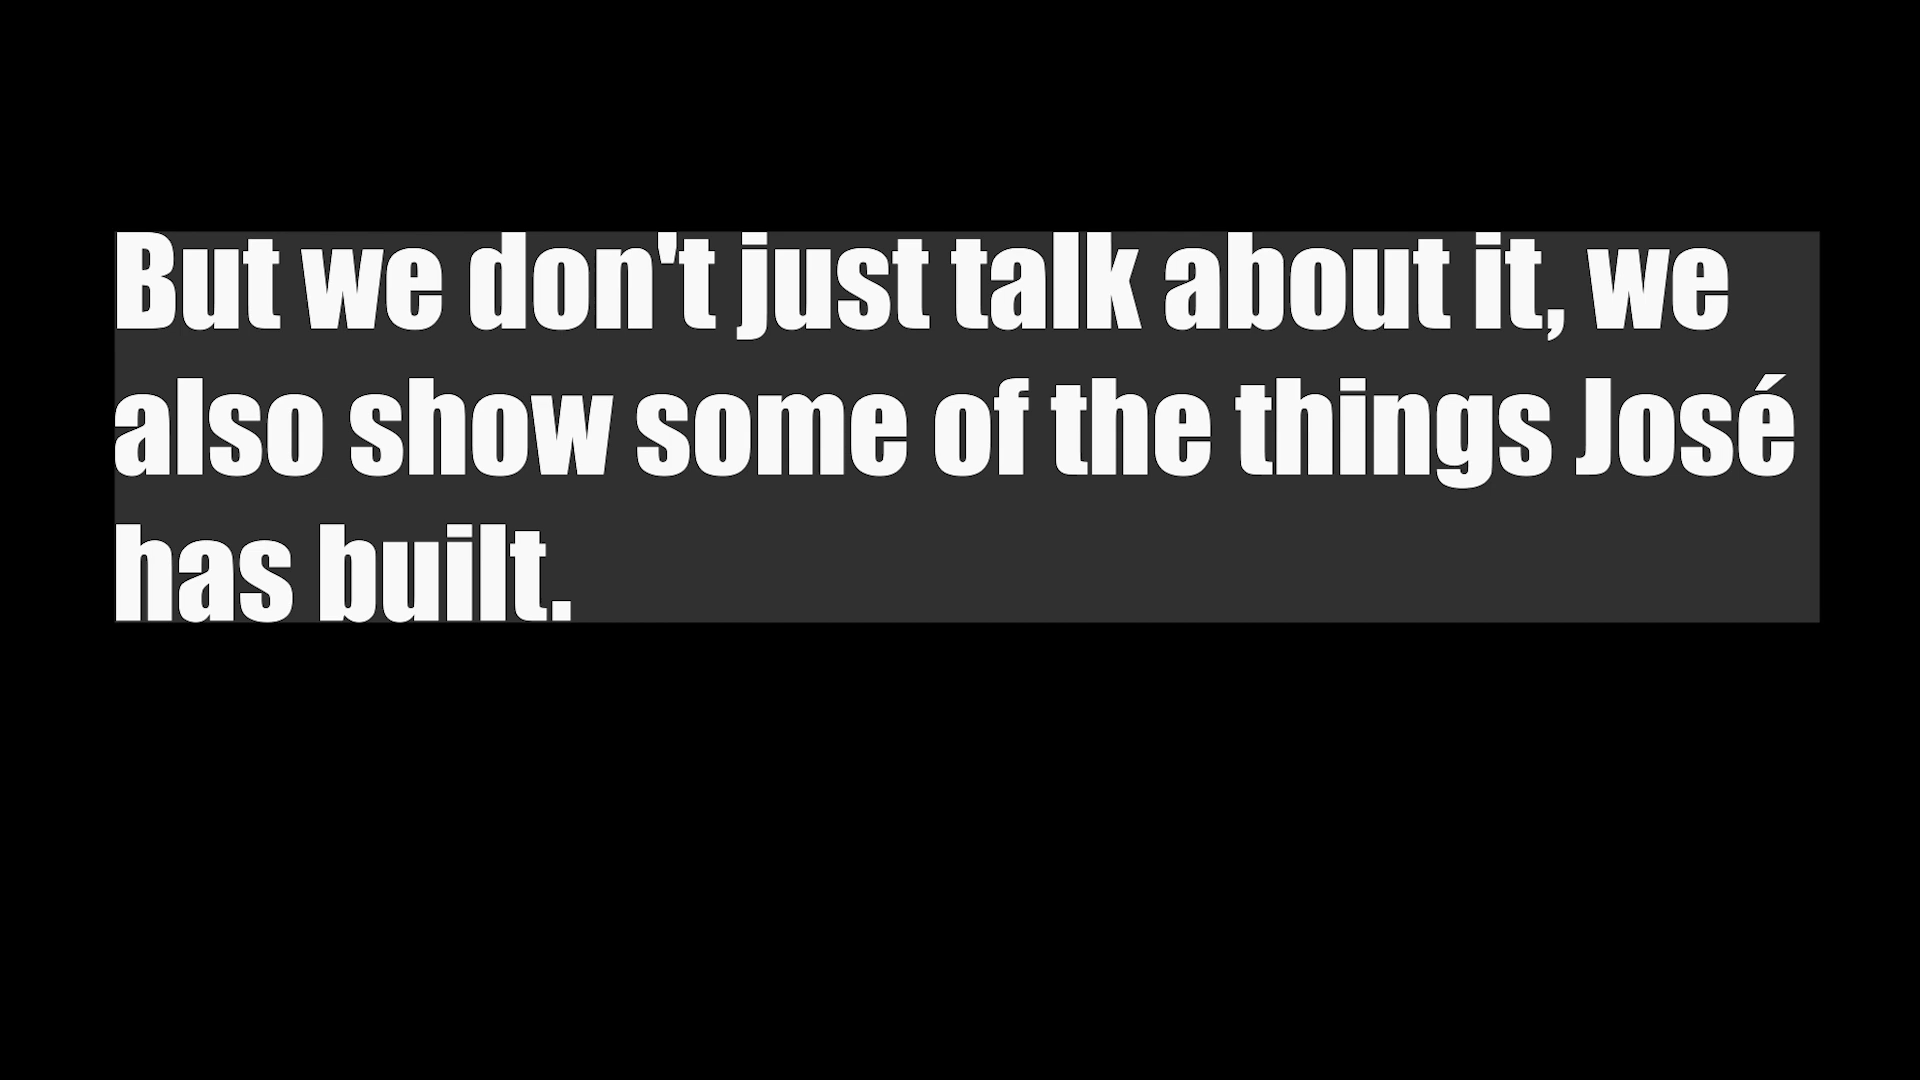 But we don't just talk about it, we
also show some of the things José
has built.